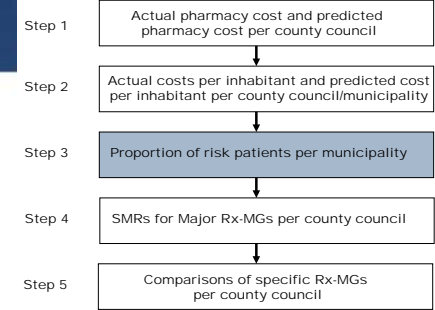 Step 1
Actual pharmacy cost and predicted
pharmacy cost per county council
Step 2
Actual costs per inhabitant and predicted cost
per inhabitant per county council/municipality
Step 3
Proportion of risk patients per municipality
Step 4
SMRs for Major Rx-MGs per county council
Step 5
Comparisons of specific Rx-MGs
per county council